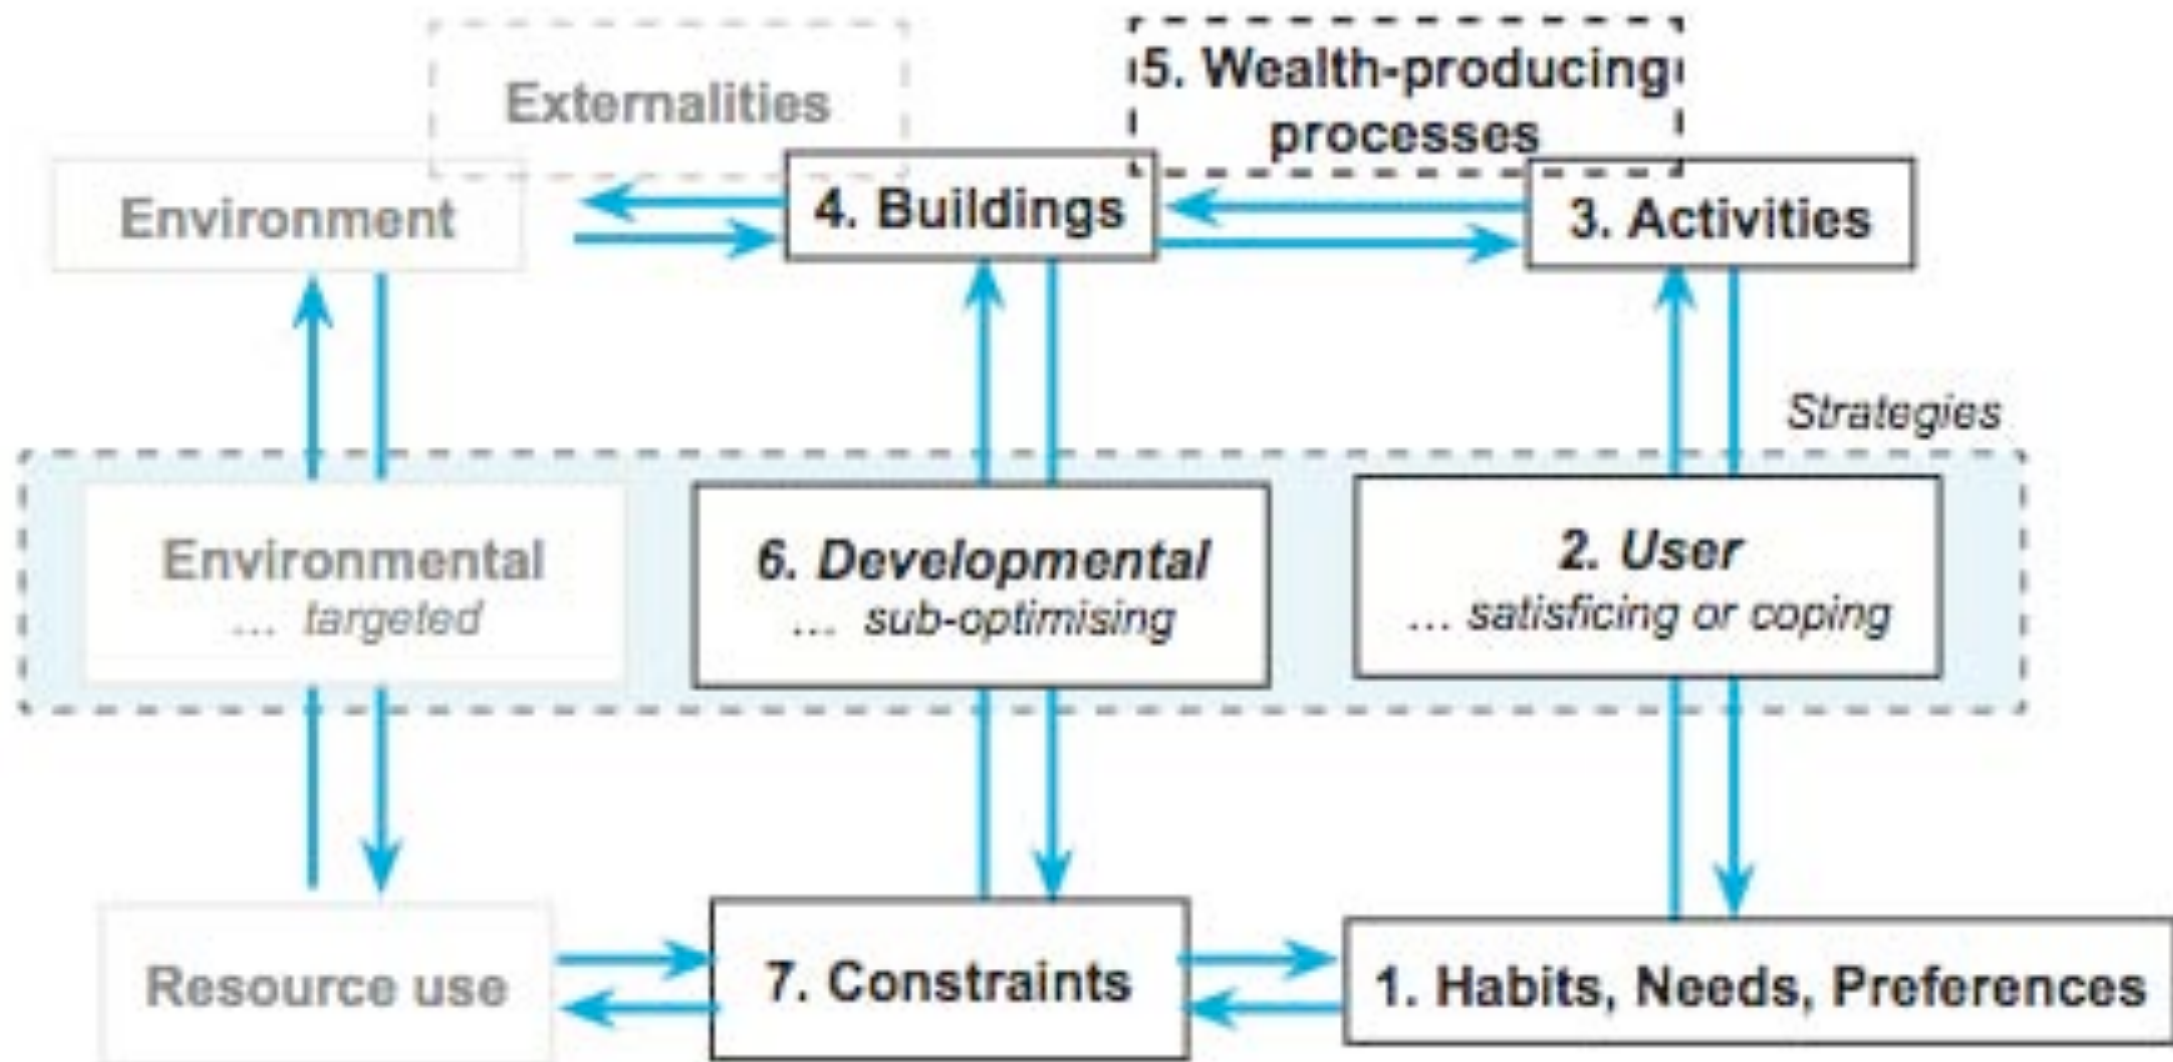 Externalities
5. Wealth-producing
processes
Environment
4. Buildings
3. Activities
Strategies
Environmental
... targeted
6. Developmental
... sub-optimising
2. User
... satisficing or coping
Resource use
7. Constraints
1. Habits, Needs, Preferences